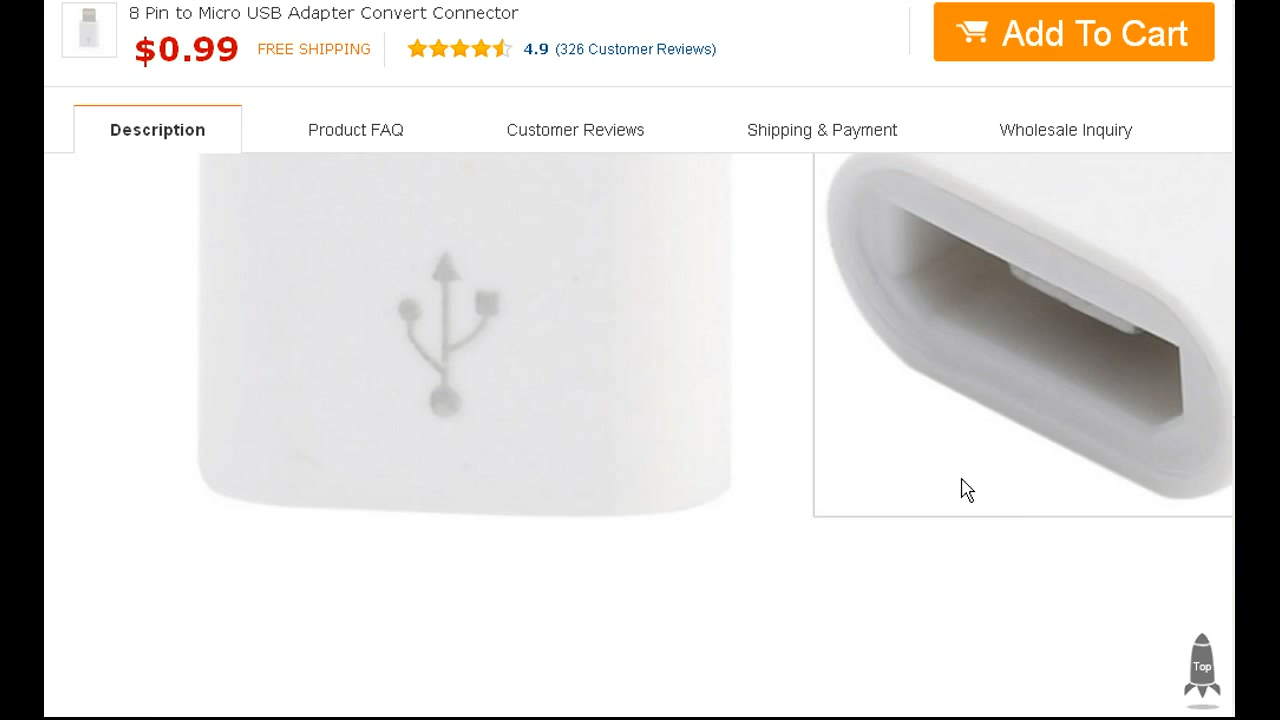 8 Pin to Micro USB Adapter Convert Connector
$0.99 FREE SHIPPING 4.9 (326 Customer Reviews)
Add To Cart
Description Product FAQ Customer Reviews Shipping & Payment Wholesale Inquiry
Top